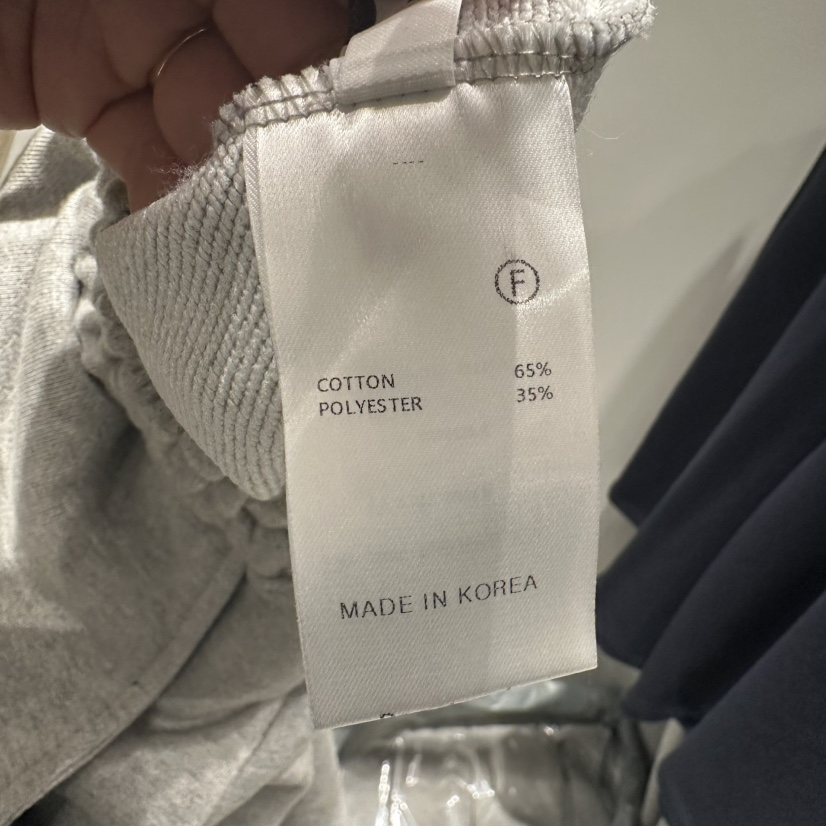 F
COTTON 65%
POLYESTER 35%
MADE IN KOREA